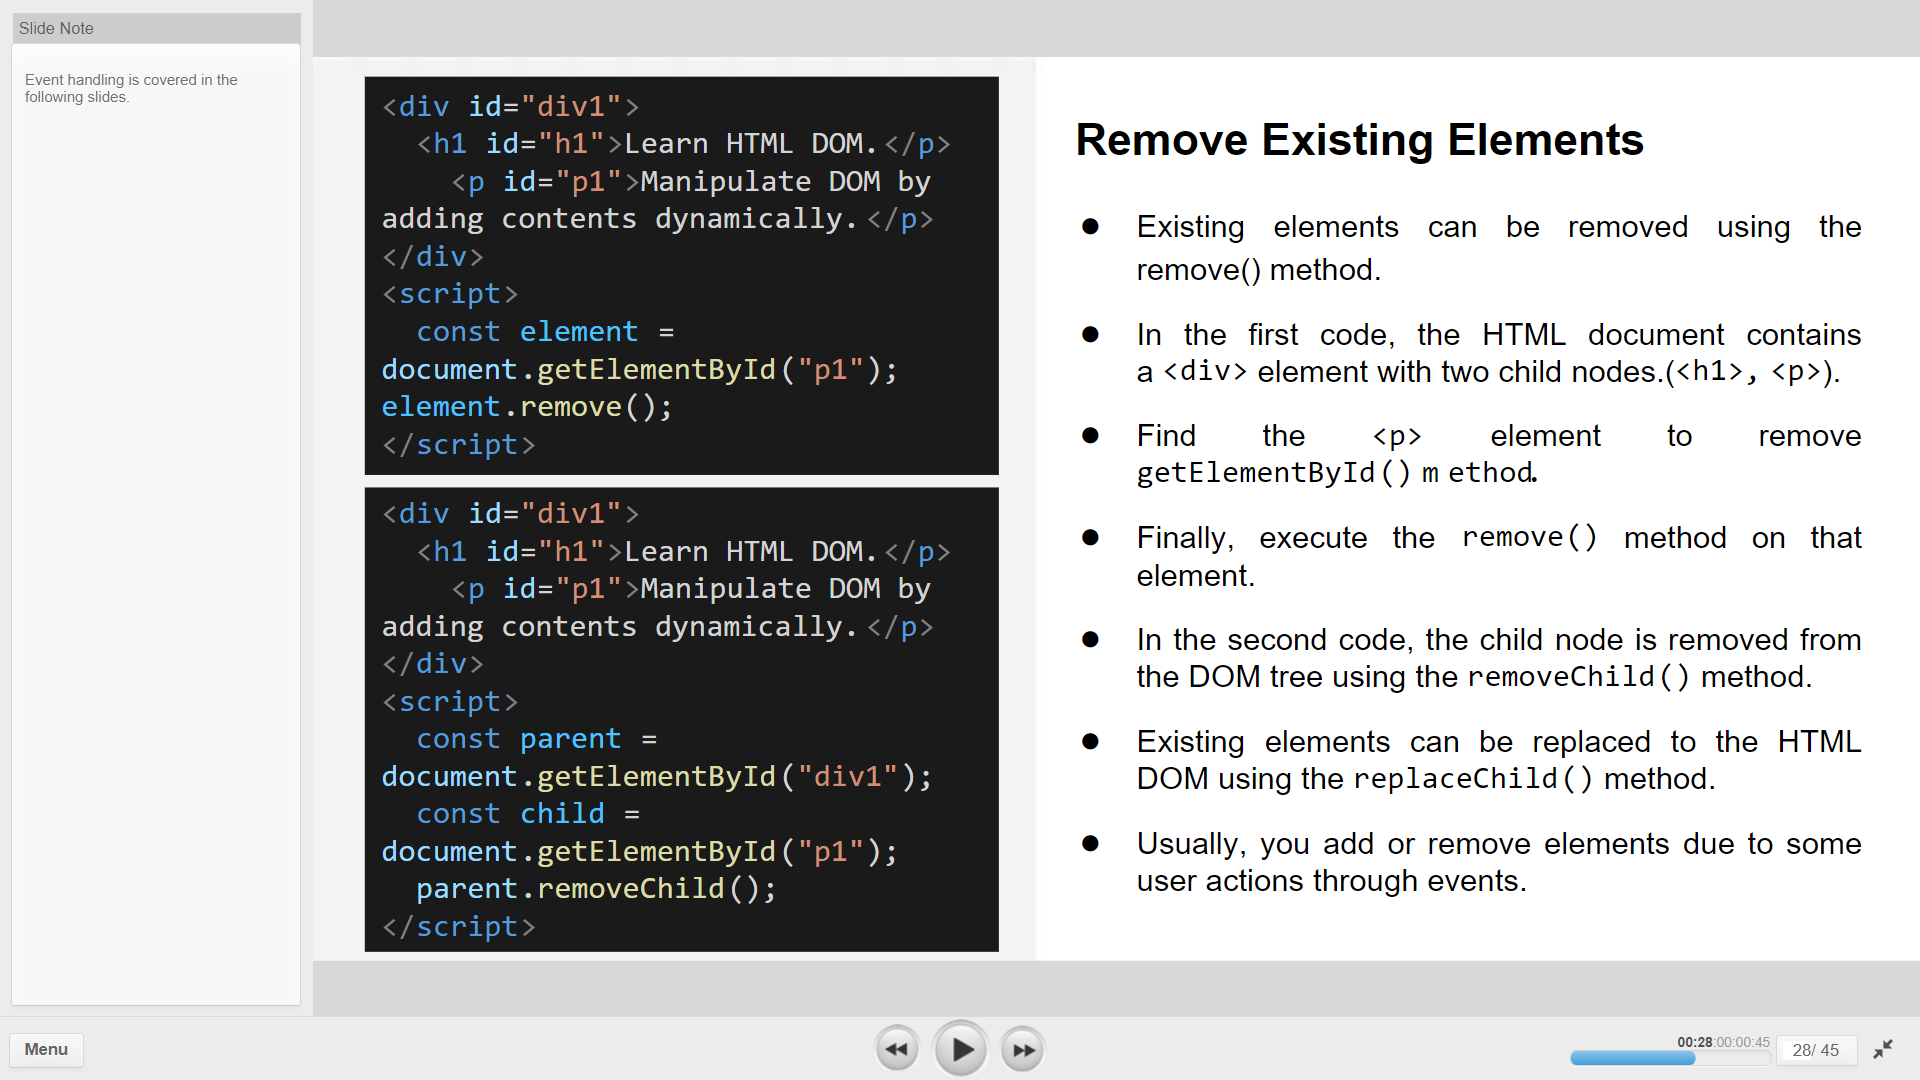 Slide Note
Event handling is covered in the
following slides.
<div id="div1">
  <h1 id="h1">Learn HTML DOM.</p>
    <p id="p1">Manipulate DOM by
adding contents dynamically.</p>
</div>
<script>
  const element =
document.getElementById("p1");
element.remove();
</script>
<div id="div1">
  <h1 id="h1">Learn HTML DOM.</p>
    <p id="p1">Manipulate DOM by
adding contents dynamically.</p>
</div>
<script>
  const parent =
document.getElementById("div1");
  const child =
document.getElementById("p1");
  parent.removeChild();
</script>
Remove Existing Elements
● Existing elements can be removed using the
remove() method.
● In the first code, the HTML document contains
a <div> element with two child nodes.(<h1>, <p>).
● Find the <p> element to remove
getElementById() m ethod.
● Finally, execute the remove() method on that
element.
● In the second code, the child node is removed from
the DOM tree using the removeChild() method.
● Existing elements can be replaced to the HTML
DOM using the replaceChild() method.
● Usually, you add or remove elements due to some
user actions through events.
Menu
00:28:00:00:45
28/ 45